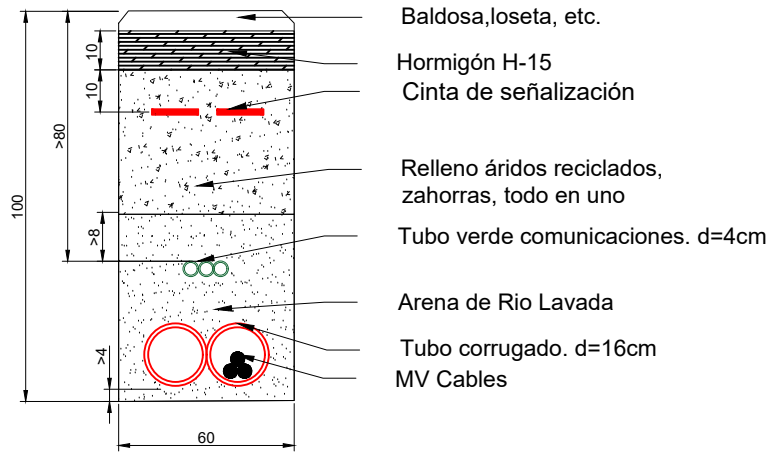 Baldosa,loseta, etc.
Hormigón H-15
Cinta de señalización
Relleno áridos reciclados,
zahorras, todo en uno
Tubo verde comunicaciones. d=4cm
Arena de Rio Lavada
Tubo corrugado. d=16cm
MV Cables
100
>80
10
10
>8
>4
60